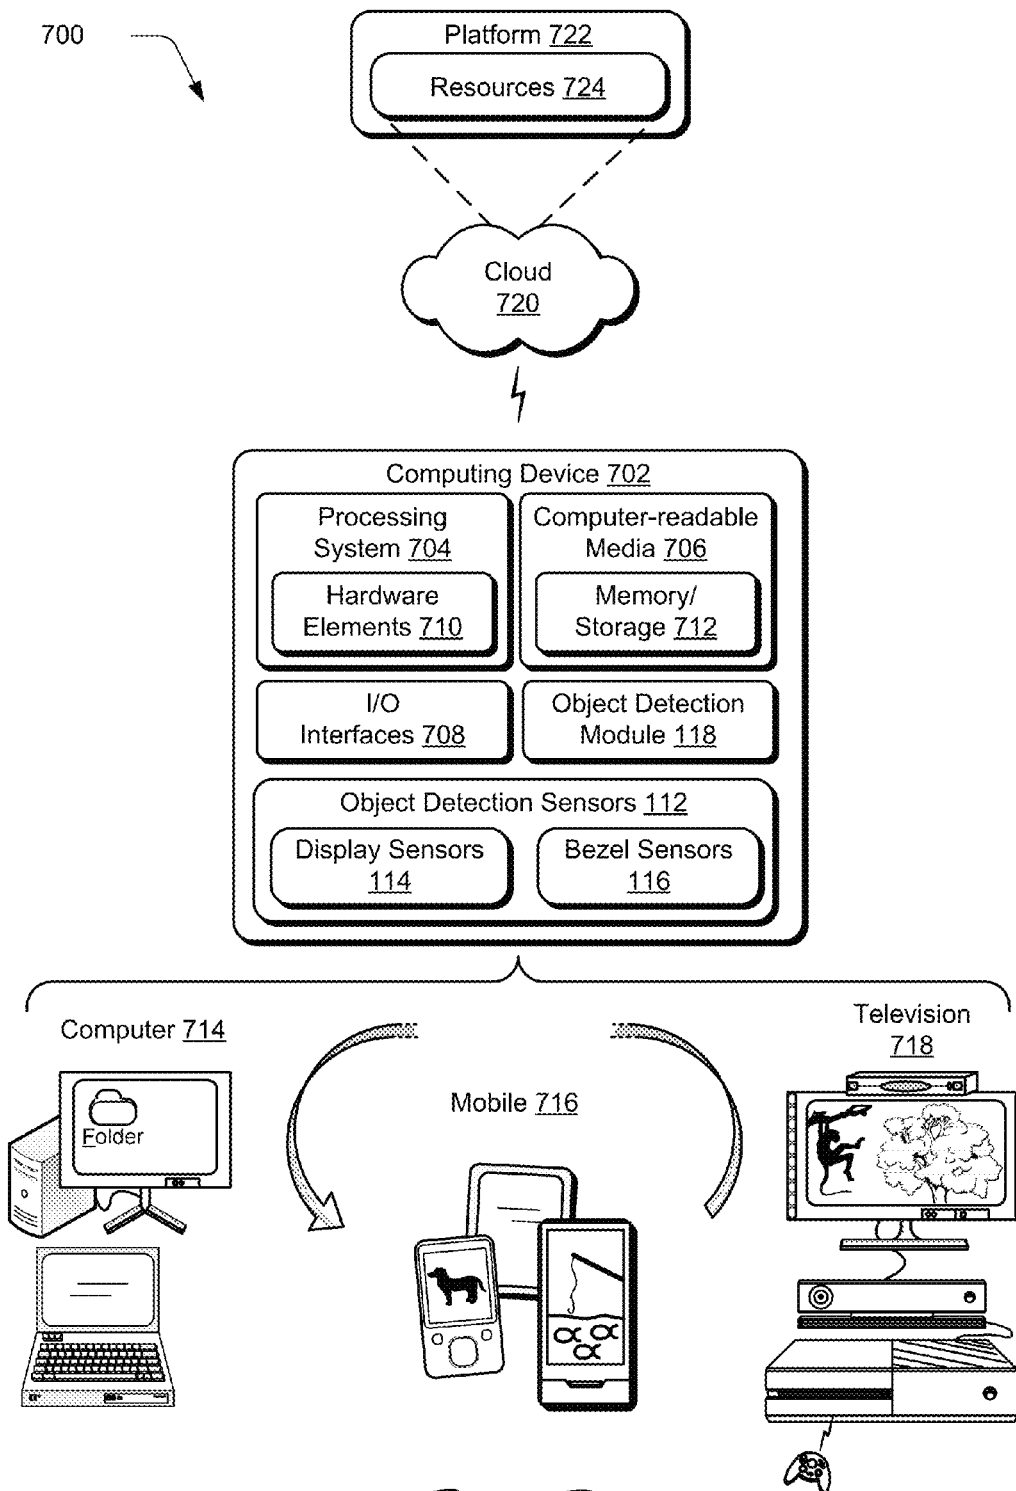 700
Platform 722
Resources 724
Cloud
720
Computing Device 702
Processing
System 704
Hardware
Elements 710
Computer-readable
Media 706
Memory/
Storage 712
I/O
Interfaces 708
Object Detection
Module 118
Object Detection Sensors 112
Display Sensors
114
Bezel Sensors
116
Computer 714
Folder
Mobile 716
Television
718